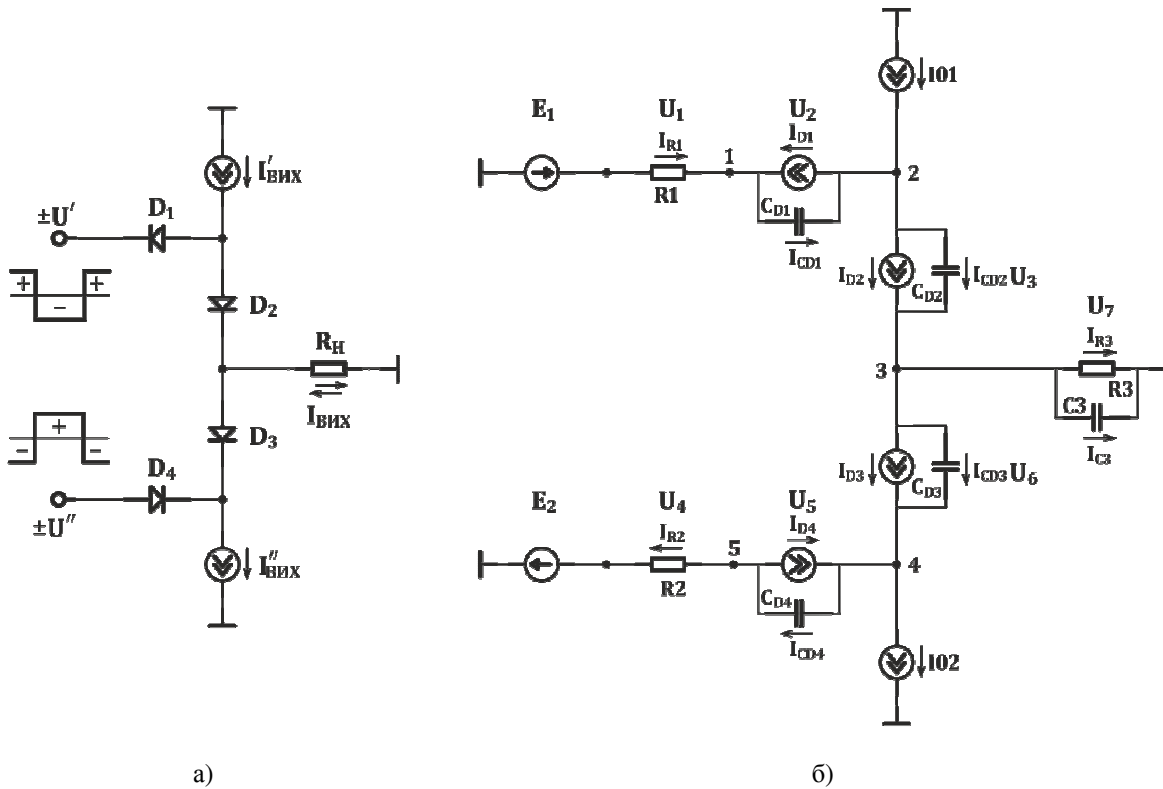 I′ВИХ
±U′
D₁
+ − +
D₂
RН
IВИХ
− + −
D₃
D₄
±U″
I″ВИХ
а)
I01
E₁
U₁
U₂
IR1
ID1
1
2
R1
CD1
ICD1
ID2
CD2
ICD2
U₃
U₇
IR3
3
R3
C3
IC3
ID3
CD3
ICD3
U₆
E₂
U₄
U₅
IR2
ID4
5
4
R2
CD4
ICD4
I02
б)